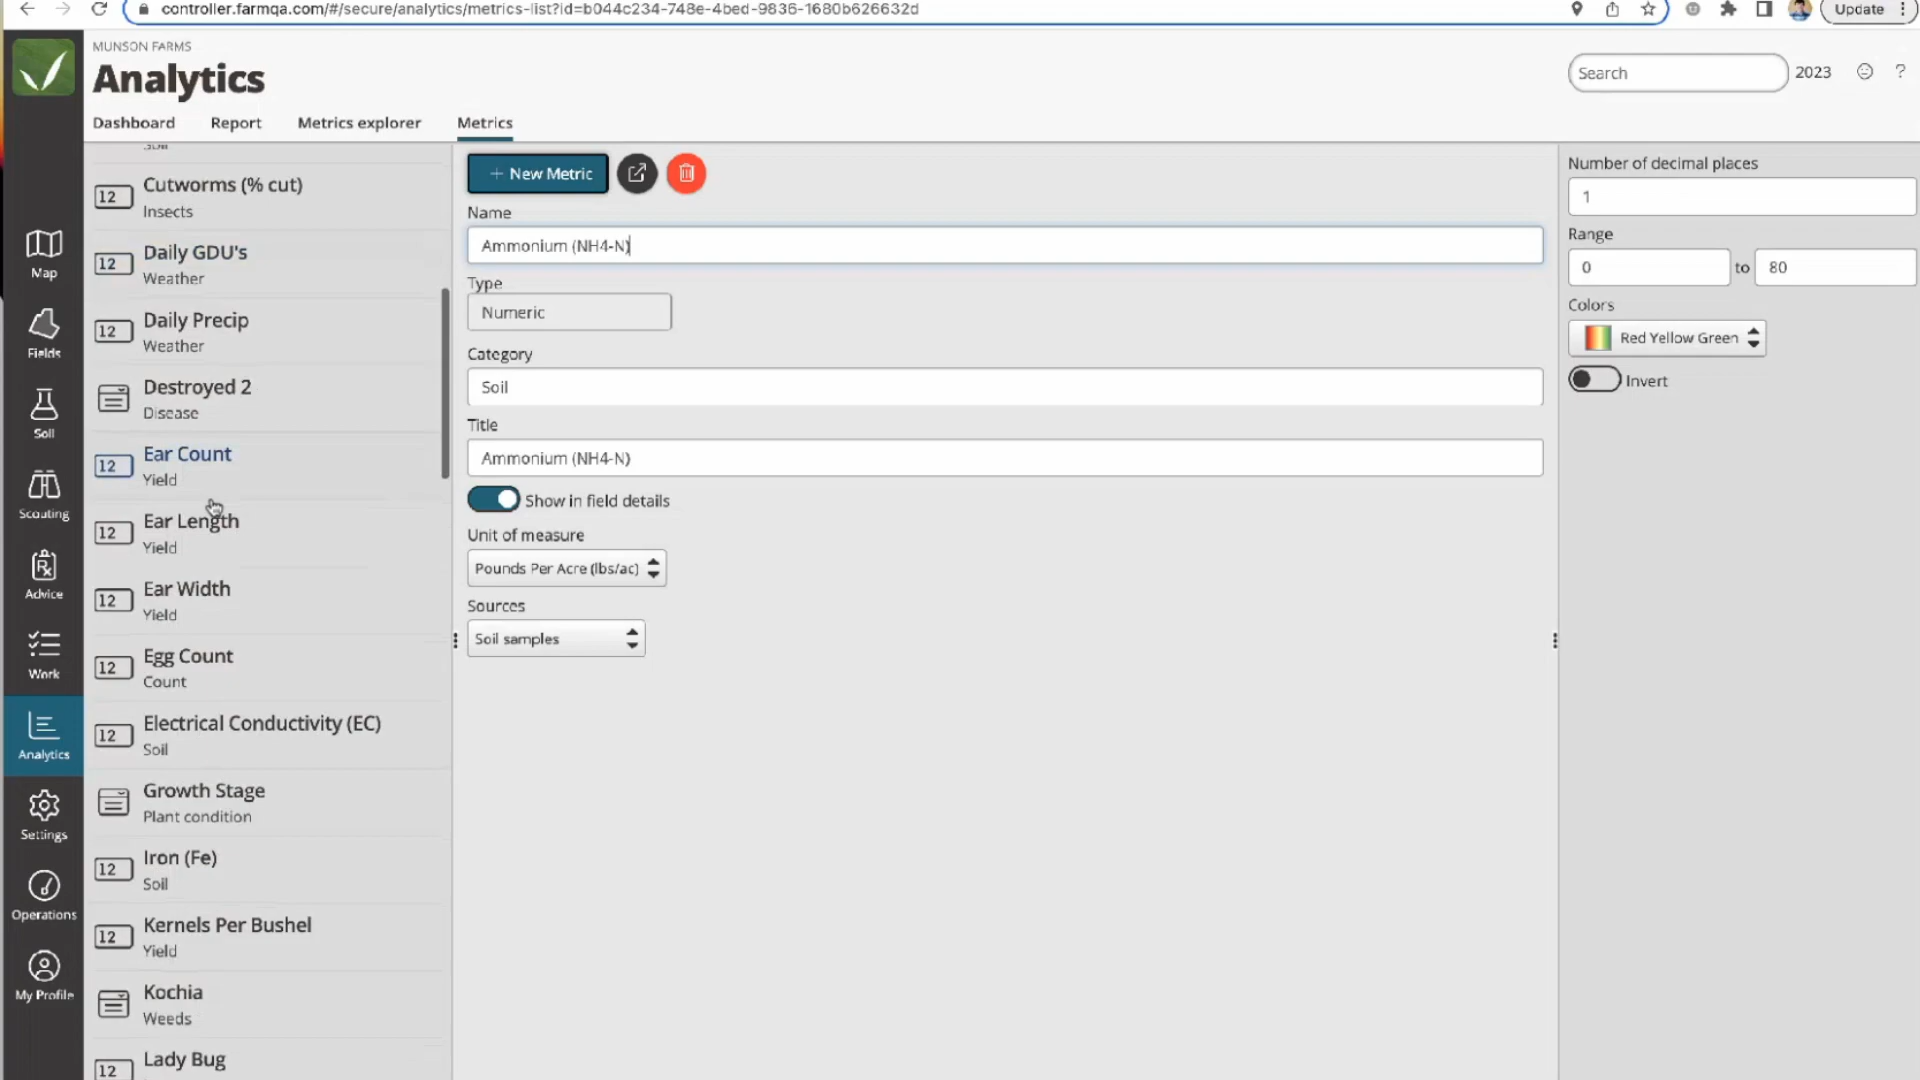 controller.farmqa.com/#/secure/analytics/metrics-list?id=b044c234-748e-4bed-9836-1680b626632d
Update
MUNSON FARMS
Analytics
Search
2023
?
Dashboard
Report
Metrics explorer
Metrics
Map
Fields
Soil
Scouting
Advice
Work
Analytics
Settings
Operations
My Profile
Soil
12
Cutworms (% cut)
Insects
12
Daily GDU's
Weather
12
Daily Precip
Weather
Destroyed 2
Disease
12
Ear Count
Yield
12
Ear Length
Yield
12
Ear Width
Yield
12
Egg Count
Count
12
Electrical Conductivity (EC)
Soil
Growth Stage
Plant condition
12
Iron (Fe)
Soil
12
Kernels Per Bushel
Yield
Kochia
Weeds
12
Lady Bug
+ New Metric
Name
Ammonium (NH4-N)
Type
Numeric
Category
Soil
Title
Ammonium (NH4-N)
Show in field details
Unit of measure
Pounds Per Acre (lbs/ac)
Sources
Soil samples
Number of decimal places
1
Range
0
to
80
Colors
Red Yellow Green
Invert